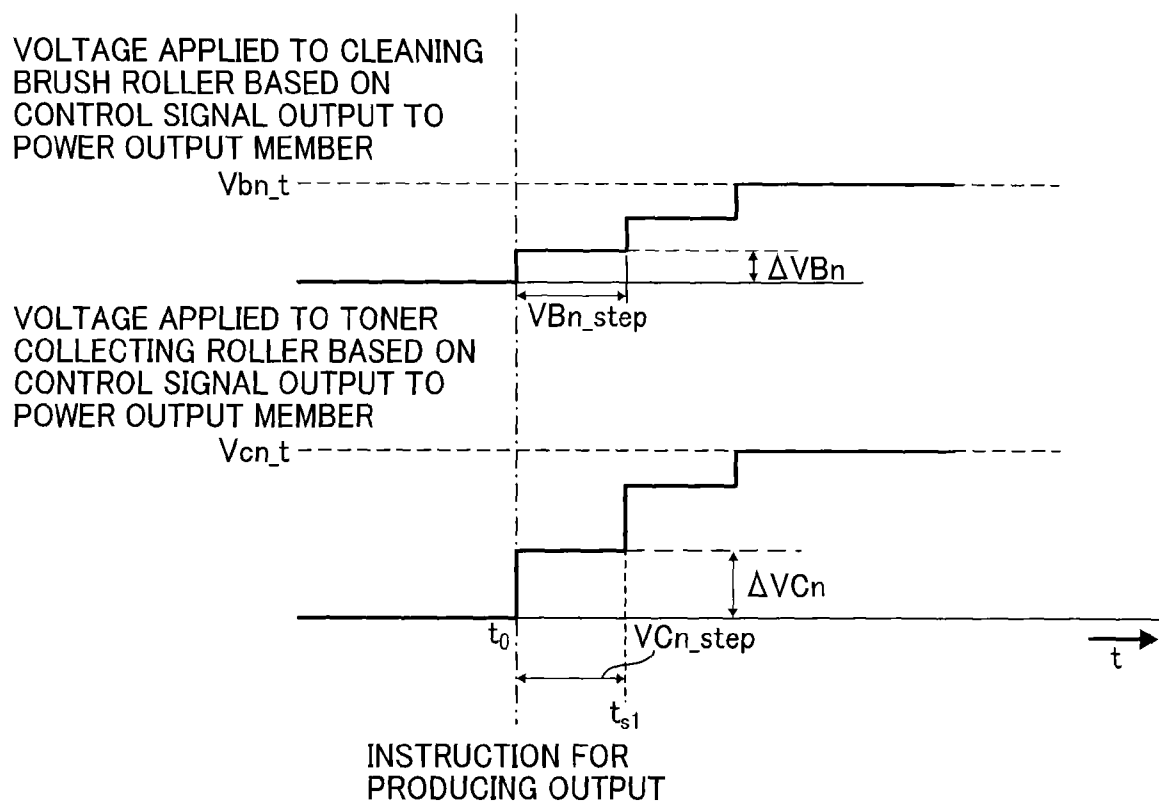 VOLTAGE APPLIED TO CLEANING
BRUSH ROLLER BASED ON
CONTROL SIGNAL OUTPUT TO
POWER OUTPUT MEMBER
Vbn_t
ΔVBn
VBn_step
VOLTAGE APPLIED TO TONER
COLLECTING ROLLER BASED ON
CONTROL SIGNAL OUTPUT TO
POWER OUTPUT MEMBER
Vcn_t
ΔVCn
t0
VCn_step
t
ts1
INSTRUCTION FOR
PRODUCING OUTPUT